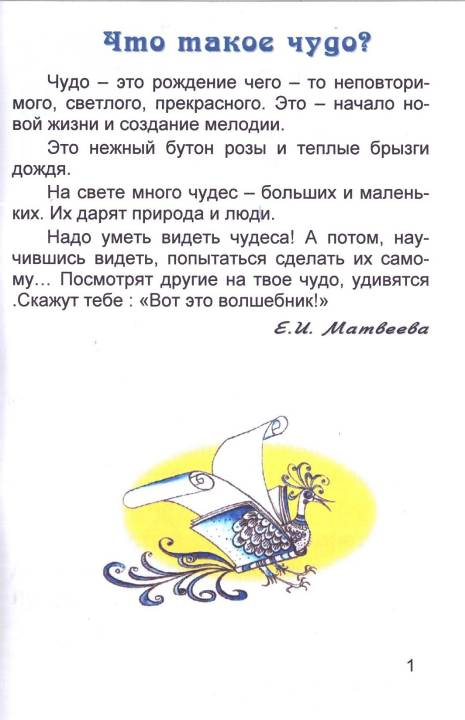 Что такое чудо?
Чудо – это рождение чего – то неповтори-
мого, светлого, прекрасного. Это – начало но-
вой жизни и создание мелодии.
Это нежный бутон розы и теплые брызги
дождя.
На свете много чудес – больших и малень-
ких. Их дарят природа и люди.
Надо уметь видеть чудеса! А потом, нау-
чившись видеть, попытаться сделать их само-
му… Посмотрят другие на твое чудо, удивятся
.Скажут тебе : «Вот это волшебник!»
Е.И. Матвеева
1